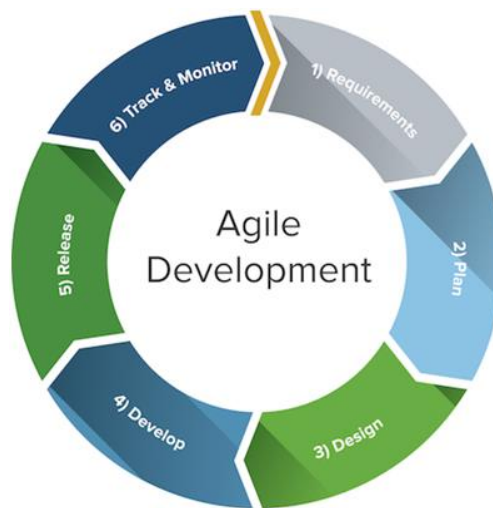 Agile
Development
1) Requirements
2) Plan
3) Design
4) Develop
5) Release
6) Track & Monitor